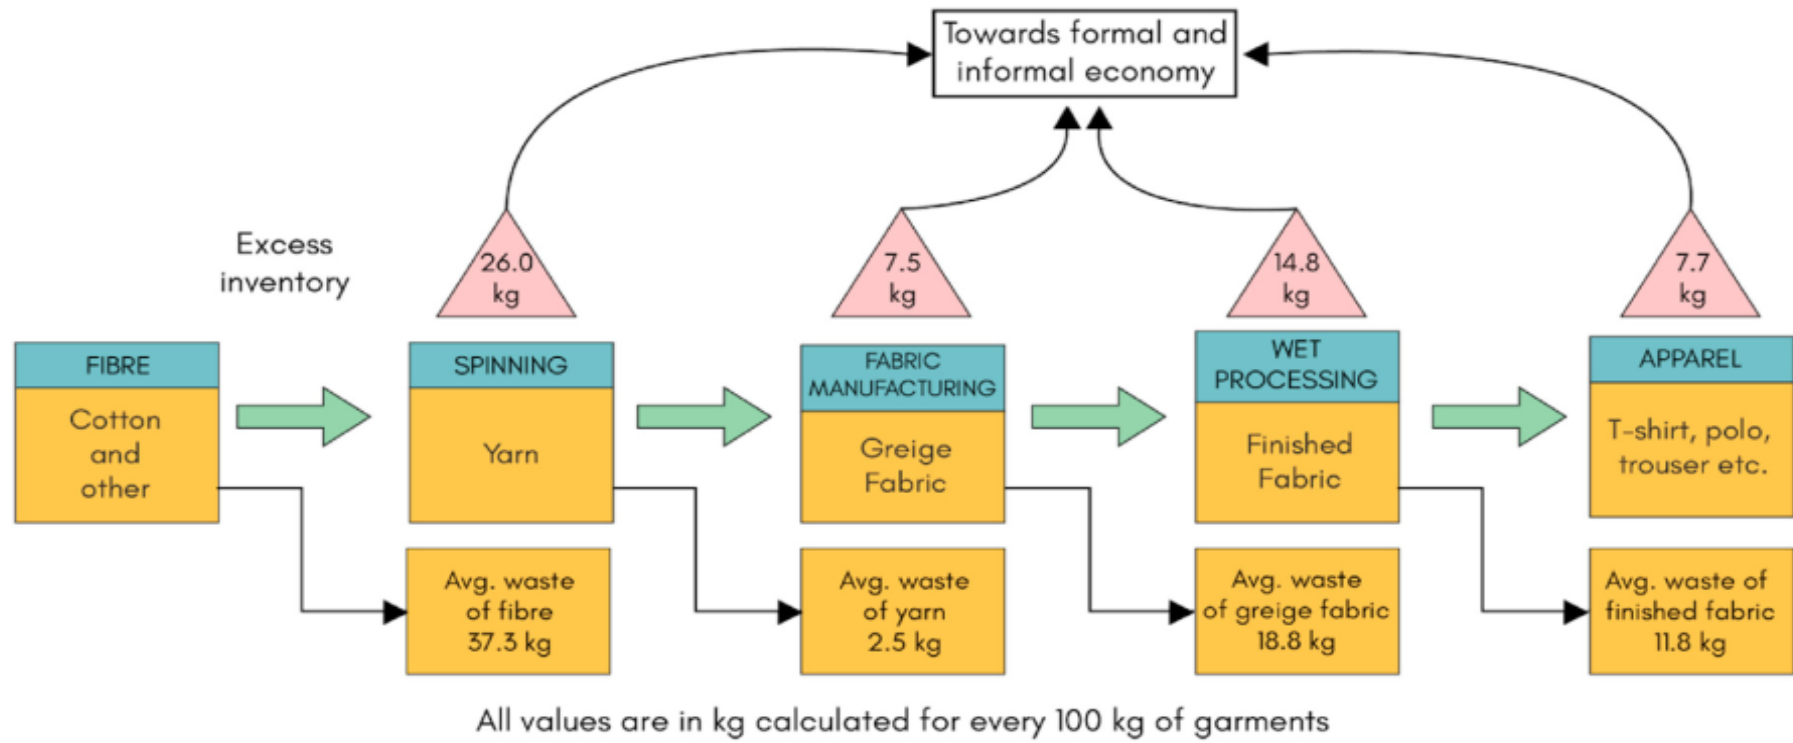 Towards formal and
informal economy
Excess
inventory
26.0
kg
7.5
kg
14.8
kg
7.7
kg
FIBRE
Cotton
and
other
SPINNING
Yarn
FABRIC
MANUFACTURING
Greige
Fabric
WET
PROCESSING
Finished
Fabric
APPAREL
T-shirt, polo,
trouser etc.
Avg. waste
of fibre
37.3 kg
Avg. waste
of yarn
2.5 kg
Avg. waste
of greige fabric
18.8 kg
Avg. waste of
finished fabric
11.8 kg
All values are in kg calculated for every 100 kg of garments